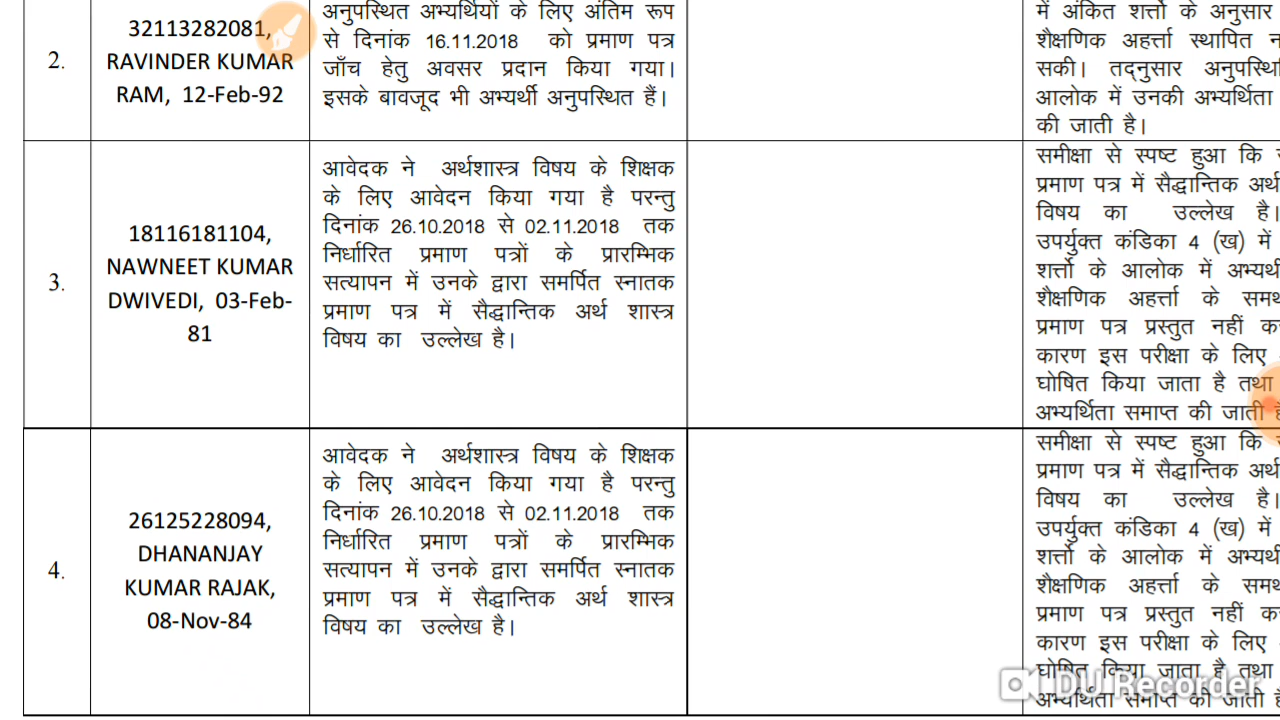 2.
32113282081,
RAVINDER KUMAR
RAM, 12-Feb-92
अनुपस्थित अभ्यर्थियों के लिए अंतिम रूप
से दिनांक 16.11.2018 को प्रमाण पत्र
जाँच हेतु अवसर प्रदान किया गया।
इसके बावजूद भी अभ्यर्थी अनुपस्थित हैं।
में अंकित शर्त्तो के अनुसार
शैक्षणिक अहर्त्ता स्थापित
सकी। तद्नुसार
आलोक में उनकी अभ्यर्थिता
की जाती है।
3.
18116181104,
NAWNEET KUMAR
DWIVEDI, 03-Feb-
81
आवेदक ने अर्थशास्त्र विषय के शिक्षक
के लिए आवेदन किया गया है परन्तु
दिनांक 26.10.2018 से 02.11.2018 तक
निर्धारित प्रमाण पत्रों के प्रारम्भिक
सत्यापन में उनके द्वारा समर्पित स्नातक
प्रमाण पत्र में सैद्धान्तिक अर्थ शास्त्र
विषय का उल्लेख है।
समीक्षा से स्पष्ट हुआ कि
प्रमाण पत्र में सैद्धान्तिक अर्थ
विषय का उल्लेख है।
उपर्युक्त कंडिका 4 (ख) में
शर्त्तो के आलोक में
शैक्षणिक अहर्त्ता के
प्रमाण पत्र प्रस्तुत नहीं
कारण इस परीक्षा के लिए
घोषित किया जाता है तथा
अभ्यर्थिता समाप्त की जाती
4.
26125228094,
DHANANJAY
KUMAR RAJAK,
08-Nov-84
आवेदक ने अर्थशास्त्र विषय के शिक्षक
के लिए आवेदन किया गया है परन्तु
दिनांक 26.10.2018 से 02.11.2018 तक
निर्धारित प्रमाण पत्रों के प्रारम्भिक
सत्यापन में उनके द्वारा समर्पित स्नातक
प्रमाण पत्र में सैद्धान्तिक अर्थ शास्त्र
विषय का उल्लेख है।
समीक्षा से स्पष्ट हुआ कि
प्रमाण पत्र में सैद्धान्तिक अर्थ
विषय का उल्लेख है।
उपर्युक्त कंडिका 4 (ख) में
शर्त्तो के आलोक में
शैक्षणिक अहर्त्ता के
प्रमाण पत्र प्रस्तुत नहीं
कारण इस परीक्षा के लिए
घोषित किया जाता है तथा
अभ्यर्थिता समाप्त की जाती
DU Recorder